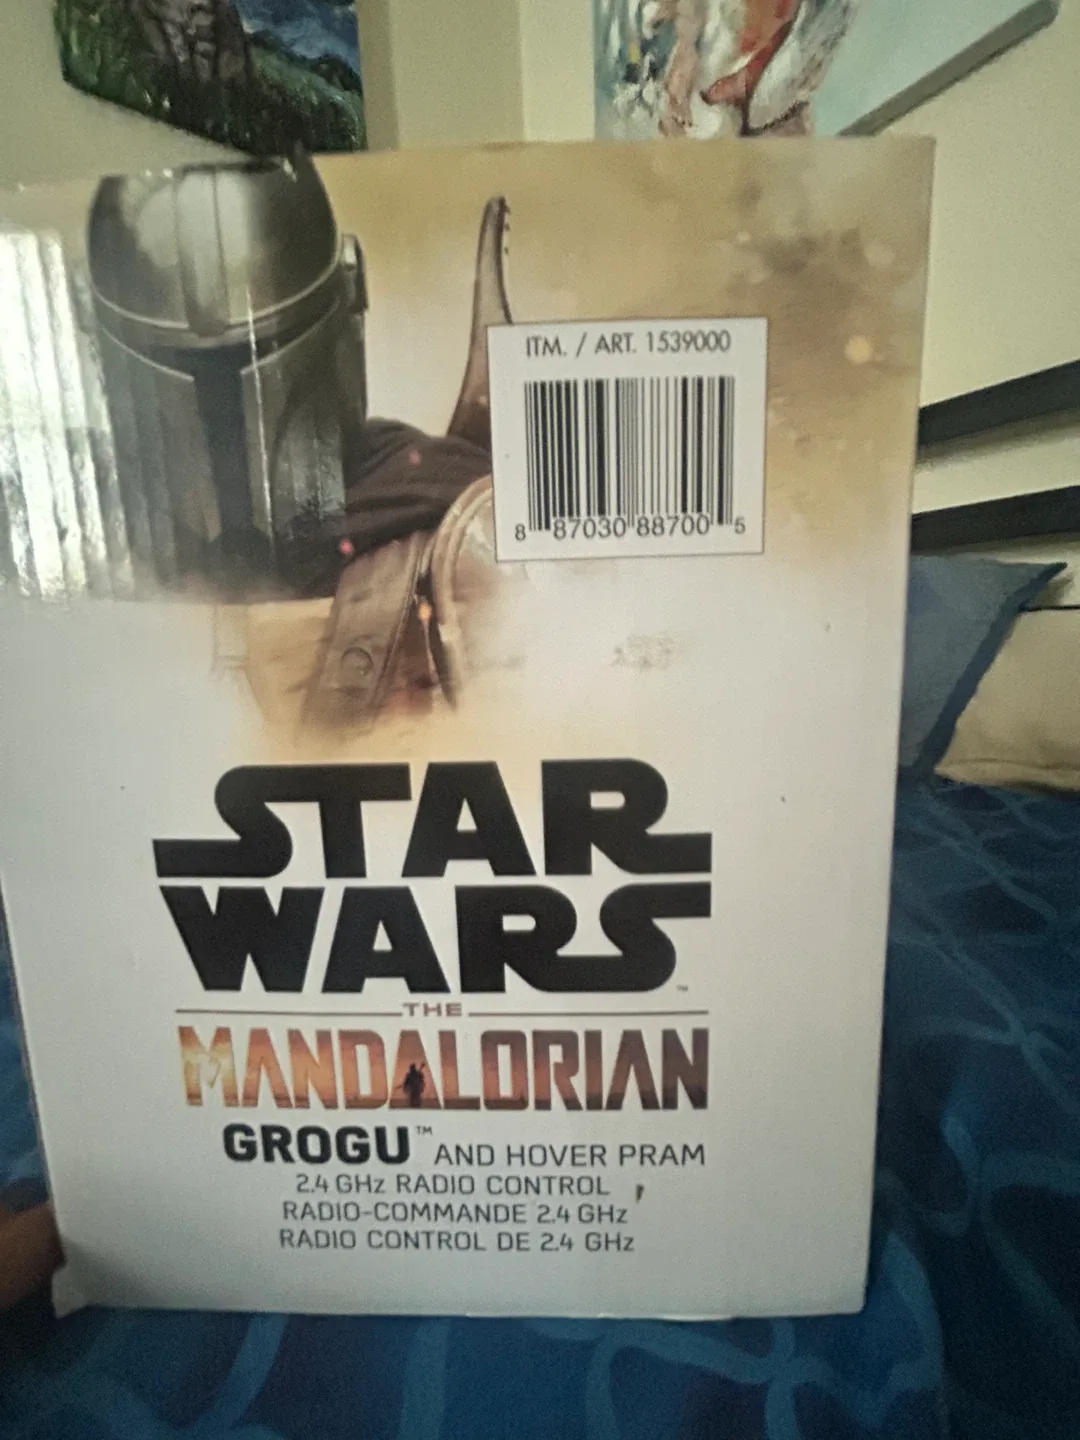 ITM. / ART. 1539000
8 87030 88700 5
STAR
WARS™
THE
MANDALORIAN
GROGU™ AND HOVER PRAM
2.4 GHz RADIO CONTROL
RADIO-COMMANDE 2.4 GHz
RADIO CONTROL DE 2.4 GHz